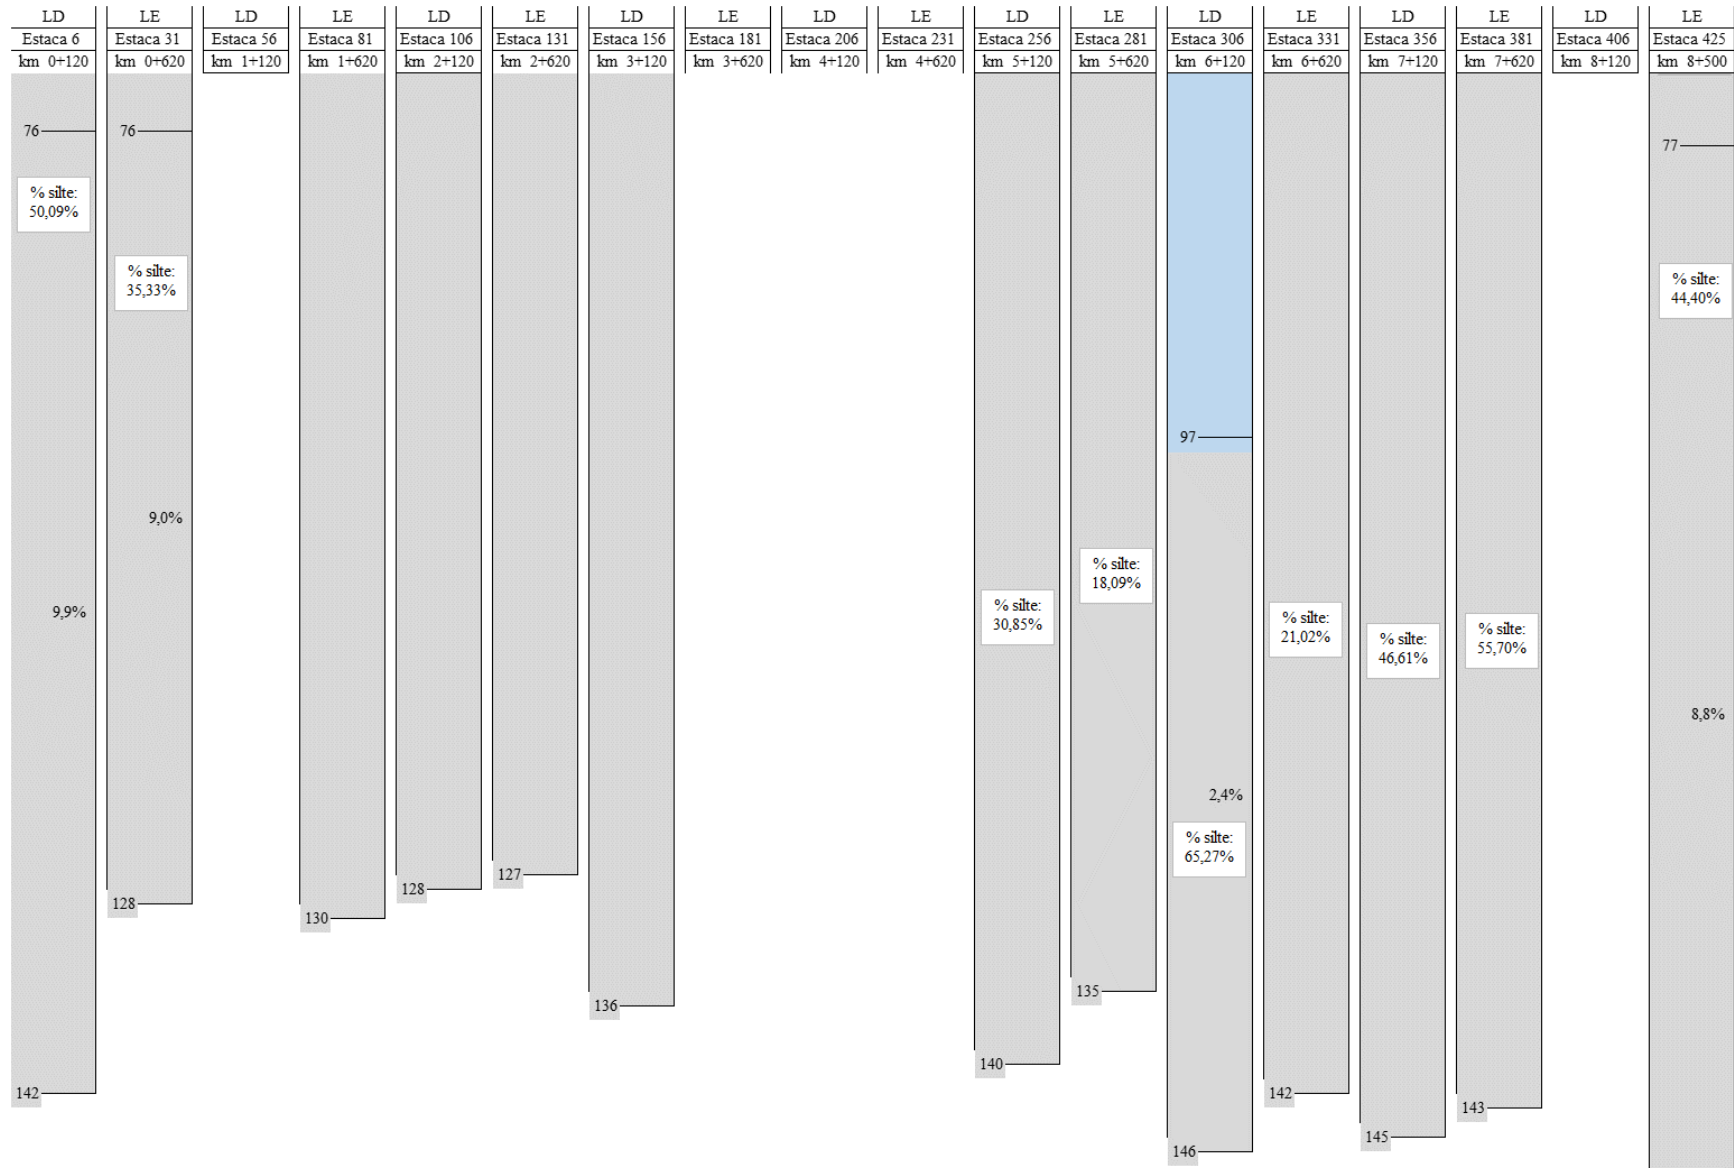 LD LE LD LE LD LE LD LE LD LE LD LE LD LE LD LE LD LE
Estaca 6 Estaca 31 Estaca 56 Estaca 81 Estaca 106 Estaca 131 Estaca 156 Estaca 181 Estaca 206 Estaca 231 Estaca 256 Estaca 281 Estaca 306 Estaca 331 Estaca 356 Estaca 381 Estaca 406 Estaca 425
km 0+120 km 0+620 km 1+120 km 1+620 km 2+120 km 2+620 km 3+120 km 3+620 km 4+120 km 4+620 km 5+120 km 5+620 km 6+120 km 6+620 km 7+120 km 7+620 km 8+120 km 8+500
76 76
77
% silte:
50,09%
% silte:
35,33%
% silte:
44,40%
97
9,0%
% silte:
18,09%
% silte:
30,85%
9,9%
% silte:
21,02%
% silte:
46,61%
% silte:
55,70%
8,8%
2,4%
% silte:
65,27%
127
128
128
130
135
136
140
142
142
143
145
146